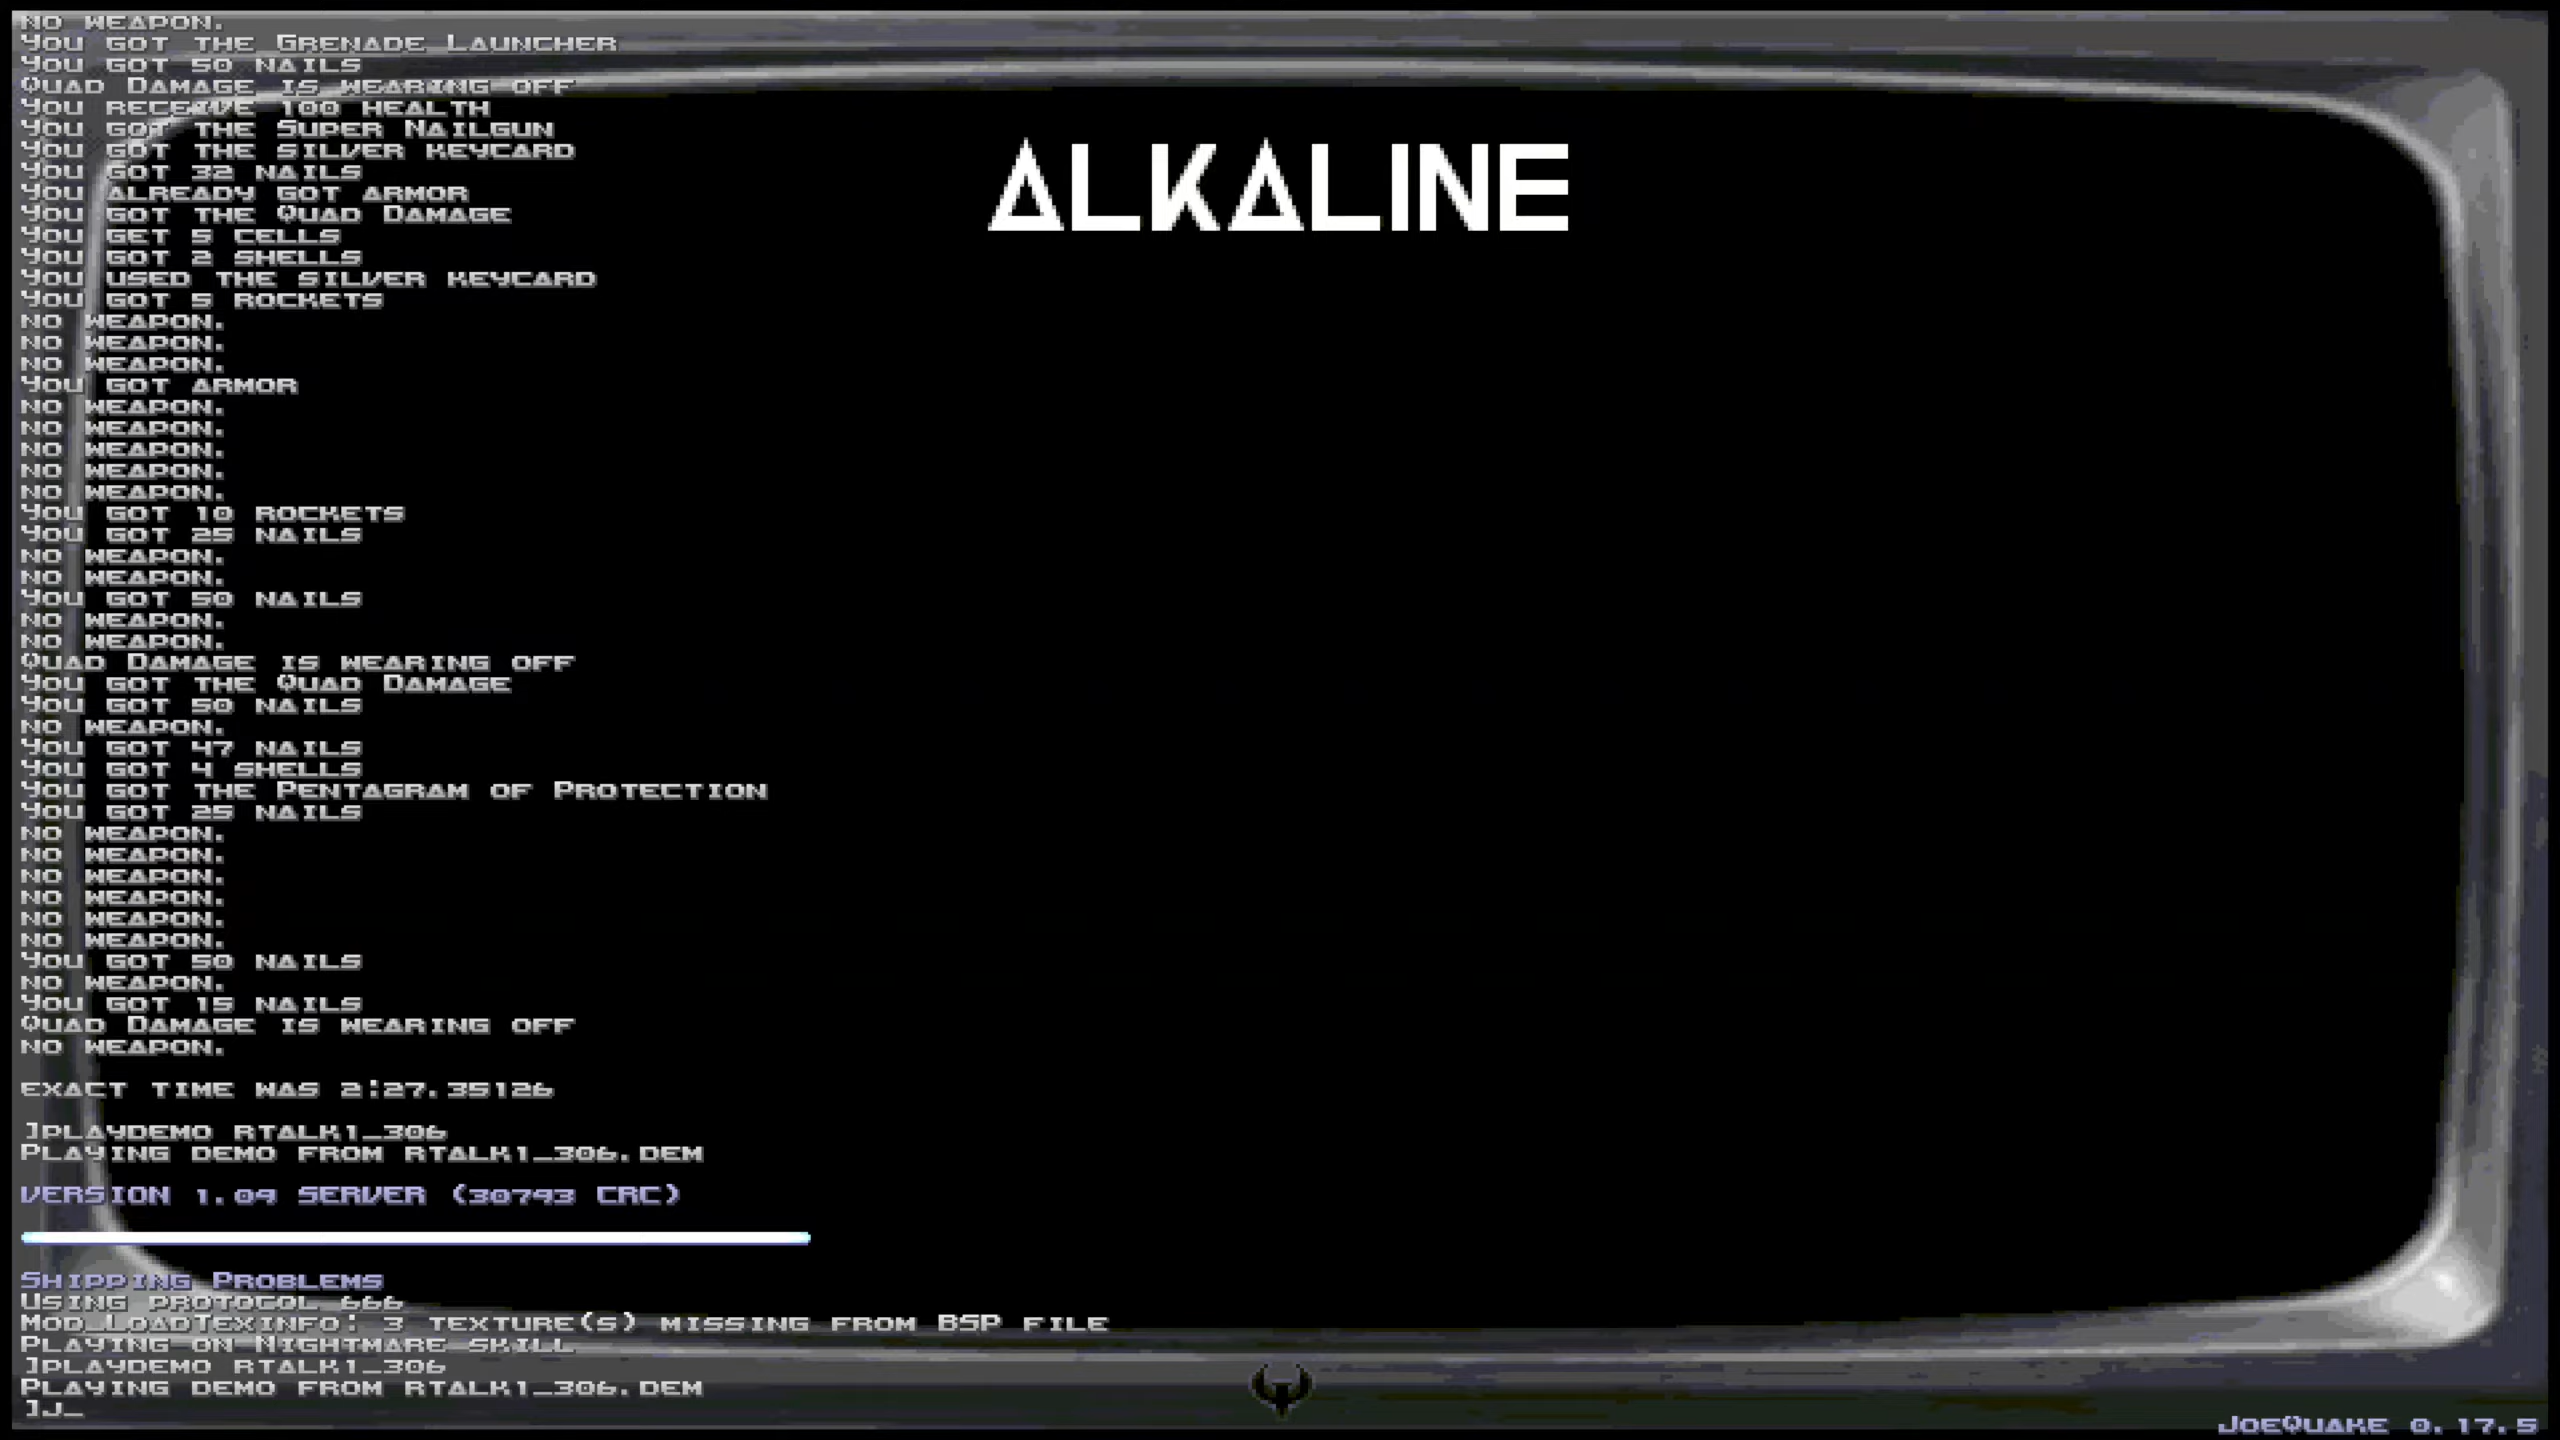 NO WEAPON.
YOU GOT THE GRENADE LAUNCHER
YOU GOT 50 NAILS
QUAD DAMAGE IS WEARING OFF
YOU RECEIVE 100 HEALTH
YOU GOT THE SUPER NAILGUN
YOU GOT THE SILVER KEYCARD
YOU GOT 32 NAILS
YOU ALREADY GOT ARMOR
YOU GOT THE QUAD DAMAGE
YOU GET 5 CELLS
YOU GOT 2 SHELLS
YOU USED THE SILVER KEYCARD
YOU GOT 5 ROCKETS
NO WEAPON.
NO WEAPON.
NO WEAPON.
YOU GOT ARMOR
NO WEAPON.
NO WEAPON.
NO WEAPON.
NO WEAPON.
NO WEAPON.
YOU GOT 10 ROCKETS
YOU GOT 25 NAILS
NO WEAPON.
NO WEAPON.
YOU GOT 50 NAILS
NO WEAPON.
NO WEAPON.
QUAD DAMAGE IS WEARING OFF
YOU GOT THE QUAD DAMAGE
YOU GOT 50 NAILS
NO WEAPON.
YOU GOT 47 NAILS
YOU GOT 4 SHELLS
YOU GOT THE PENTAGRAM OF PROTECTION
YOU GOT 25 NAILS
NO WEAPON.
NO WEAPON.
NO WEAPON.
NO WEAPON.
NO WEAPON.
NO WEAPON.
YOU GOT 50 NAILS
NO WEAPON.
YOU GOT 15 NAILS
QUAD DAMAGE IS WEARING OFF
NO WEAPON.
EXACT TIME WAS 2:27.35126
]PLAYDEMO RTALK1_306
PLAYING DEMO FROM RTALK1_306.DEM
VERSION 1.09 SERVER (30793 CRC)
SHIPPING PROBLEMS
USING PROTOCOL 666
MOD_LOADTEXINFO: 3 TEXTURE(S) MISSING FROM BSP FILE
PLAYING ON NIGHTMARE SKILL
]PLAYDEMO RTALK1_306
PLAYING DEMO FROM RTALK1_306.DEM
]J_
ALKALINE
JOEQUAKE 0.17.5